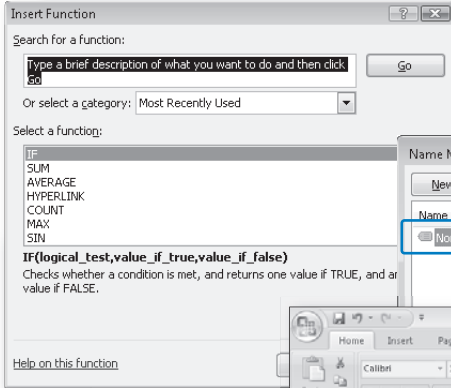 Insert Function
Search for a function:
Type a brief description of what you want to do and then click
Go
Go
Or select a category: Most Recently Used
Select a function:
IF
SUM
AVERAGE
HYPERLINK
COUNT
MAX
SIN
IF(logical_test,value_if_true,value_if_false)
Checks whether a condition is met, and returns one value if TRUE, and
value if FALSE.
Help on this function
Name
New
Name
Home Insert
Calibri